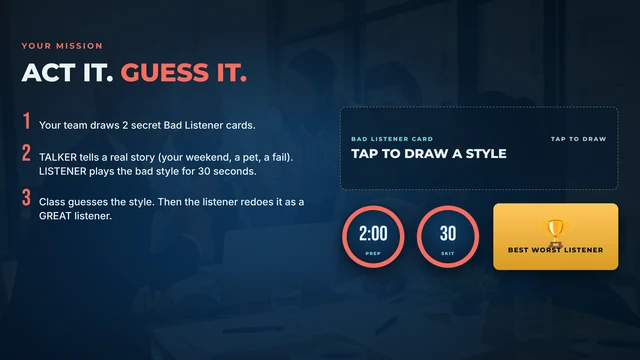 YOUR MISSION
ACT IT. GUESS IT.
1 Your team draws 2 secret Bad Listener cards.
2 TALKER tells a real story (your weekend, a pet, a fail).
LISTENER plays the bad style for 30 seconds.
3 Class guesses the style. Then the listener redoes it as a
GREAT listener.
BAD LISTENER CARD
TAP TO DRAW
TAP TO DRAW A STYLE
2:00
PREP
30
SKIT
BEST WORST LISTENER